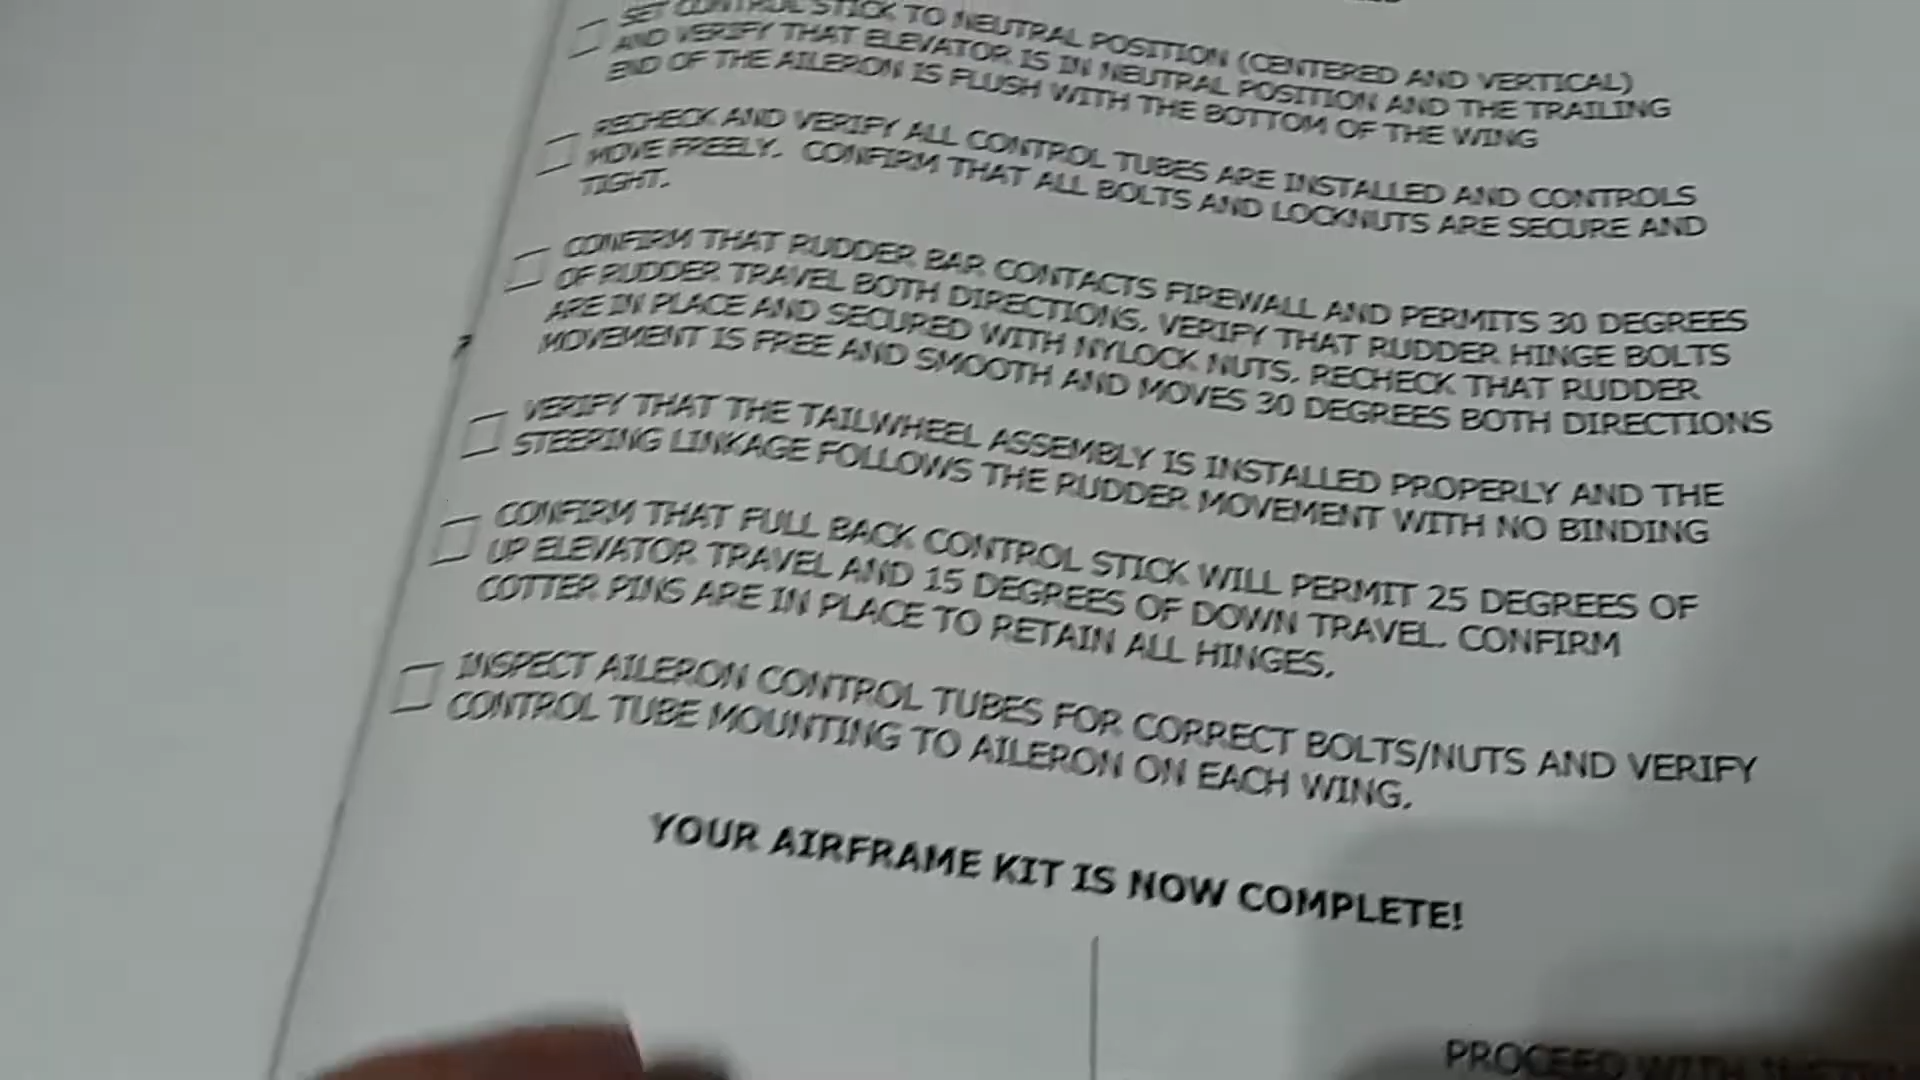 SET CONTROL STICK TO NEUTRAL POSITION (CENTERED AND VERTICAL)
AND VERIFY THAT ELEVATOR IS IN NEUTRAL POSITION AND THE TRAILING
END OF THE AILERON IS FLUSH WITH THE BOTTOM OF THE WING
RECHECK AND VERIFY ALL CONTROL TUBES ARE INSTALLED AND CONTROLS
MOVE FREELY. CONFIRM THAT ALL BOLTS AND LOCKNUTS ARE SECURE AND
TIGHT.
CONFIRM THAT RUDDER BAR CONTACTS FIREWALL AND PERMITS 30 DEGREES
OF RUDDER TRAVEL BOTH DIRECTIONS. VERIFY THAT RUDDER HINGE BOLTS
ARE IN PLACE AND SECURED WITH NYLOCK NUTS. RECHECK THAT RUDDER
MOVEMENT IS FREE AND SMOOTH AND MOVES 30 DEGREES BOTH DIRECTIONS
VERIFY THAT THE TAILWHEEL ASSEMBLY IS INSTALLED PROPERLY AND THE
STEERING LINKAGE FOLLOWS THE RUDDER MOVEMENT WITH NO BINDING
CONFIRM THAT FULL BACK CONTROL STICK WILL PERMIT 25 DEGREES OF
UP ELEVATOR TRAVEL AND 15 DEGREES OF DOWN TRAVEL. CONFIRM
COTTER PINS ARE IN PLACE TO RETAIN ALL HINGES.
INSPECT AILERON CONTROL TUBES FOR CORRECT BOLTS/NUTS AND VERIFY
CONTROL TUBE MOUNTING TO AILERON ON EACH WING.
YOUR AIRFRAME KIT IS NOW COMPLETE!
PROCEED WITH